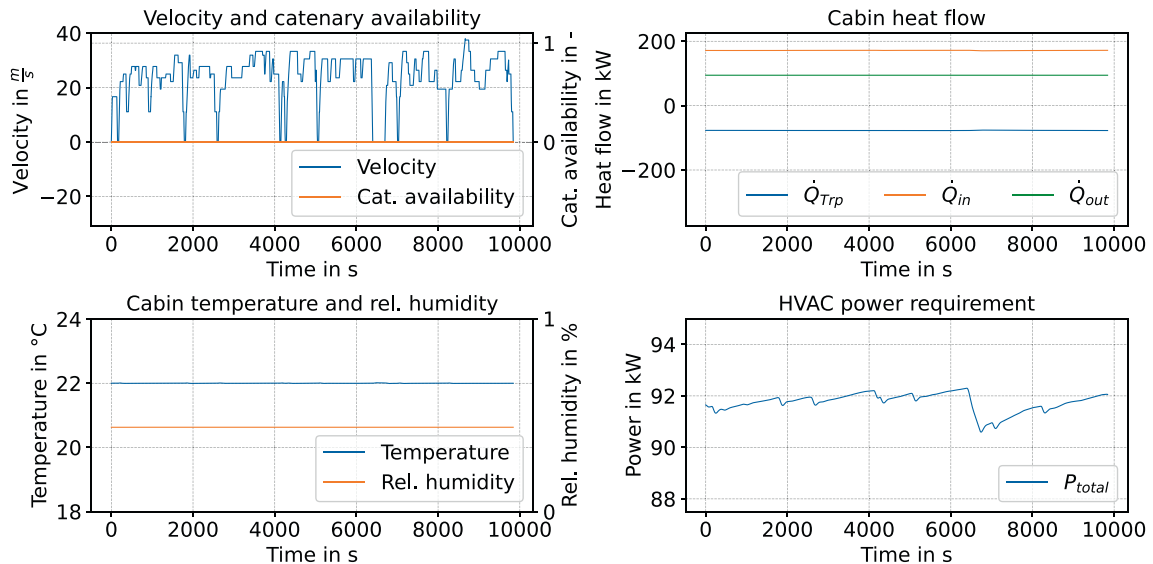 Velocity and catenary availability
40
20
0
−20
Velocity in m/s
1
0
Cat. availability in -
Velocity
Cat. availability
0 2000 4000 6000 8000 10000
Time in s
Cabin heat flow
200
0
−200
Heat flow in kW
Q̇Trp Q̇in Q̇out
0 2000 4000 6000 8000 10000
Time in s
Cabin temperature and rel. humidity
24
22
20
18
Temperature in °C
1
0
Rel. humidity in %
Temperature
Rel. humidity
0 2000 4000 6000 8000 10000
Time in s
HVAC power requirement
94
92
90
88
Power in kW
Ptotal
0 2000 4000 6000 8000 10000
Time in s